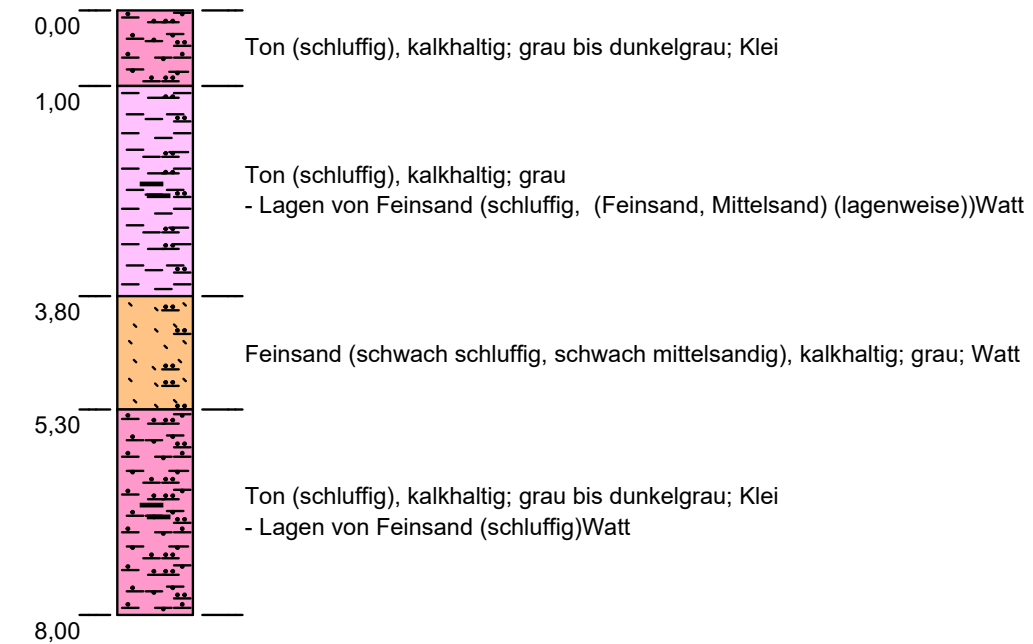 0,00
Ton (schluffig), kalkhaltig; grau bis dunkelgrau; Klei
1,00
Ton (schluffig), kalkhaltig; grau
- Lagen von Feinsand (schluffig,  (Feinsand, Mittelsand) (lagenweise))Watt
3,80
Feinsand (schwach schluffig, schwach mittelsandig), kalkhaltig; grau; Watt
5,30
Ton (schluffig), kalkhaltig; grau bis dunkelgrau; Klei
- Lagen von Feinsand (schluffig)Watt
8,00